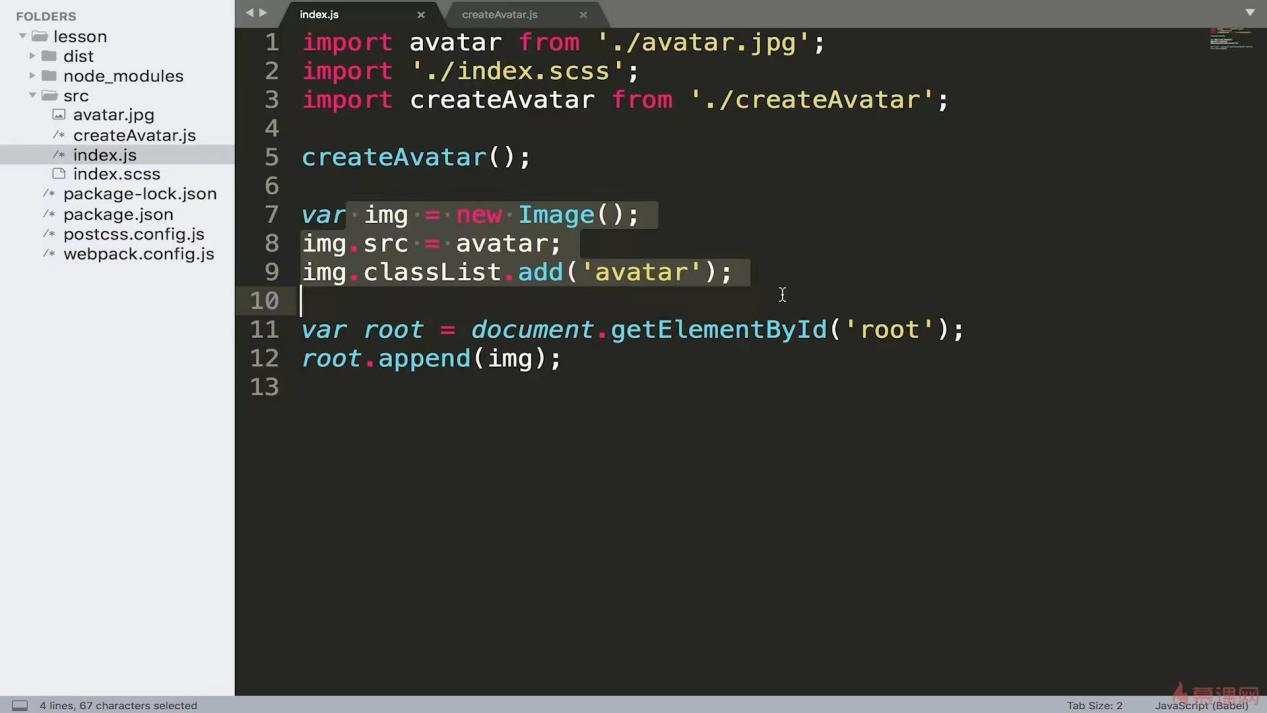 FOLDERS
lesson
dist
node_modules
src
avatar.jpg
createAvatar.js
index.js
index.scss
package-lock.json
package.json
postcss.config.js
webpack.config.js
index.js
createAvatar.js
1 import avatar from './avatar.jpg';
2 import './index.scss';
3 import createAvatar from './createAvatar';
4
5 createAvatar();
6
7 var img = new Image();
8 img.src = avatar;
9 img.classList.add('avatar');
10
11 var root = document.getElementById('root');
12 root.append(img);
13
4 lines, 67 characters selected
Tab Size: 2
JavaScript (Babel)
慕课网